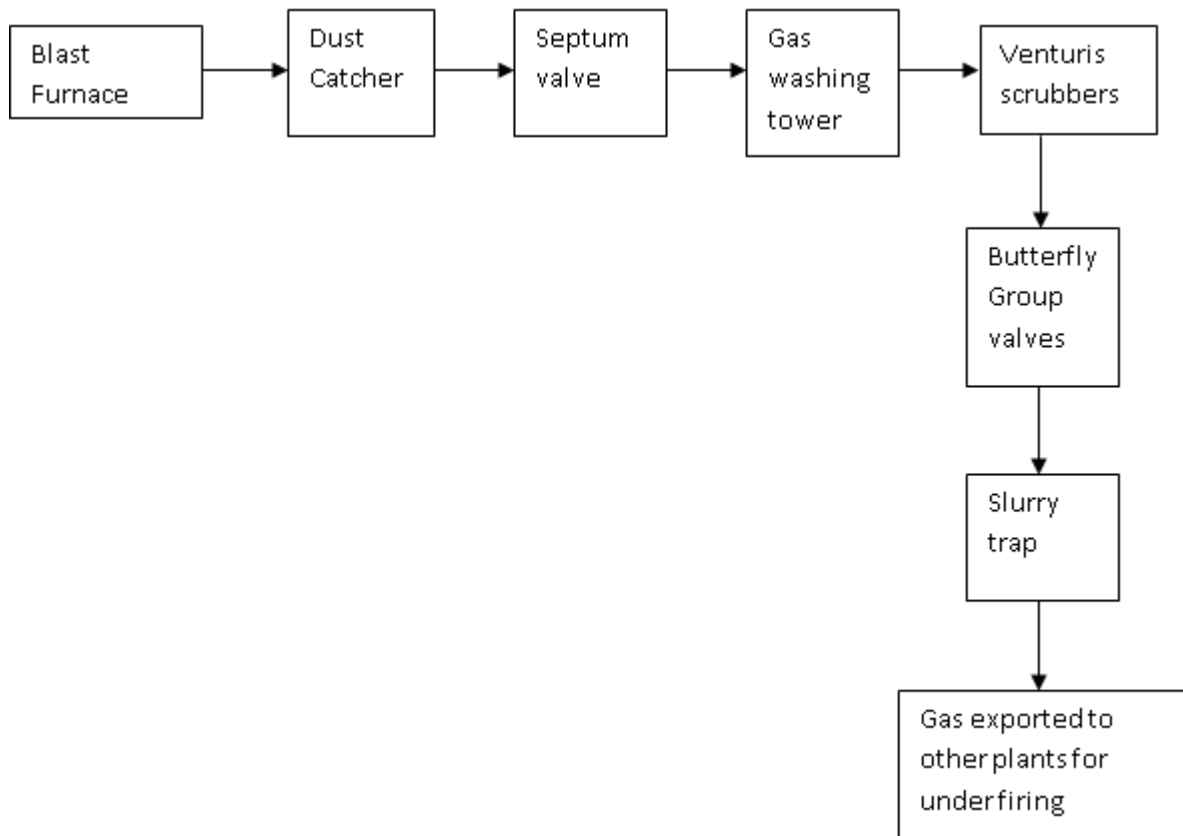 Blast
Furnace
Dust
Catcher
Septum
valve
Gas
washing
tower
Venturis
scrubbers
Butterfly
Group
valves
Slurry
trap
Gas exported to
other plants for
underfiring